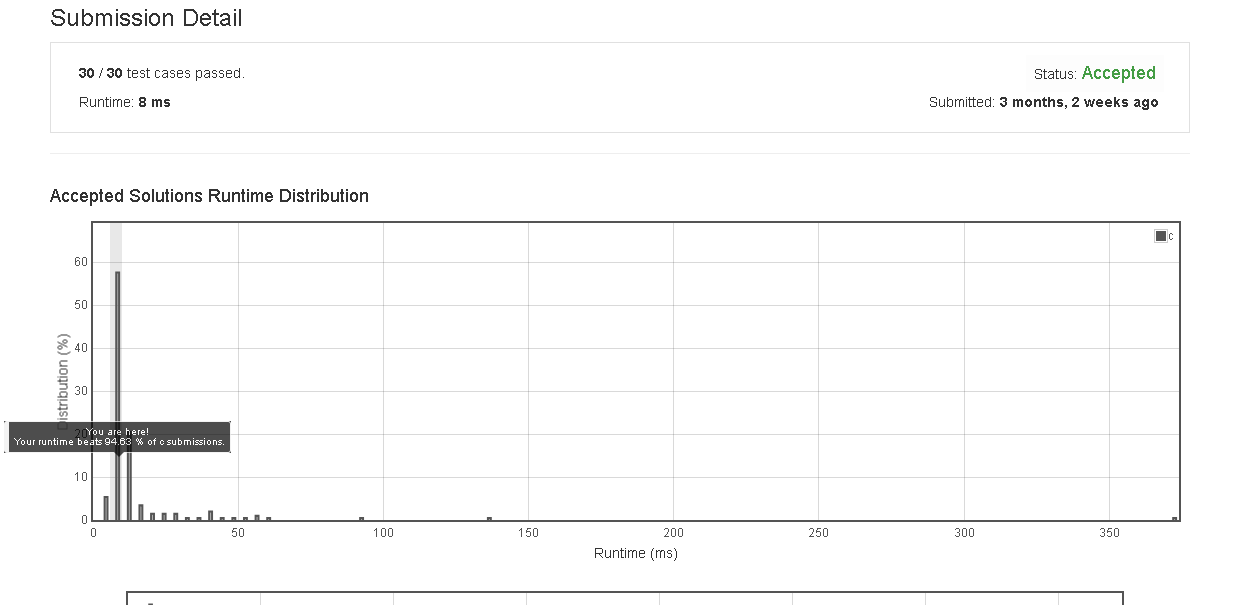 Submission Detail
30 / 30 test cases passed.
Status: Accepted
Runtime: 8 ms
Submitted: 3 months, 2 weeks ago
Accepted Solutions Runtime Distribution
c
60
50
40
30
20
10
0
Distribution (%)
You are here!
Your runtime beats 94.63 % of c submissions.
0 50 100 150 200 250 300 350
Runtime (ms)